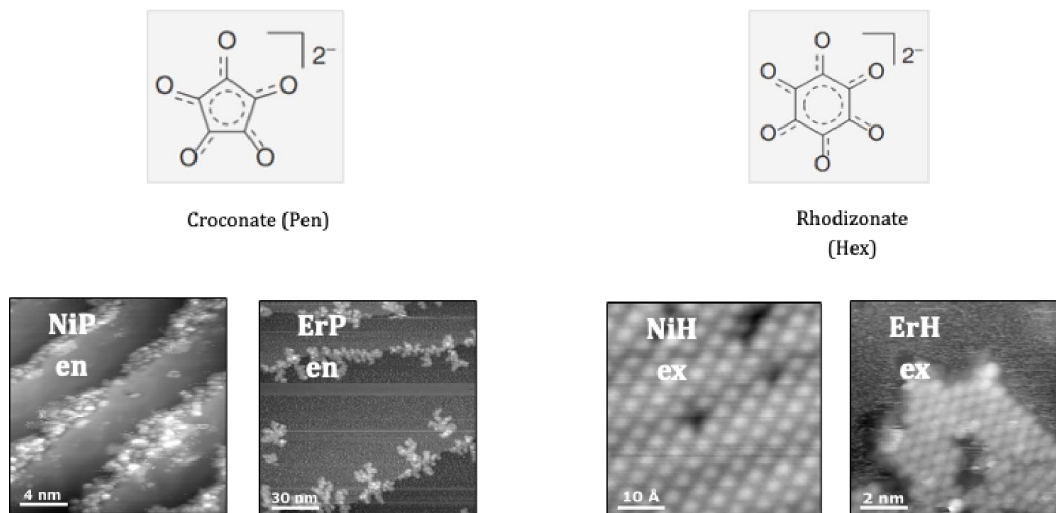 O
O
O
O
O
2−
O
O
O
O
O
O
2−
Croconate (Pen)
Rhodizonate
(Hex)
NiP
en
4 nm
ErP
en
30 nm
NiH
ex
10 Å
ErH
ex
2 nm